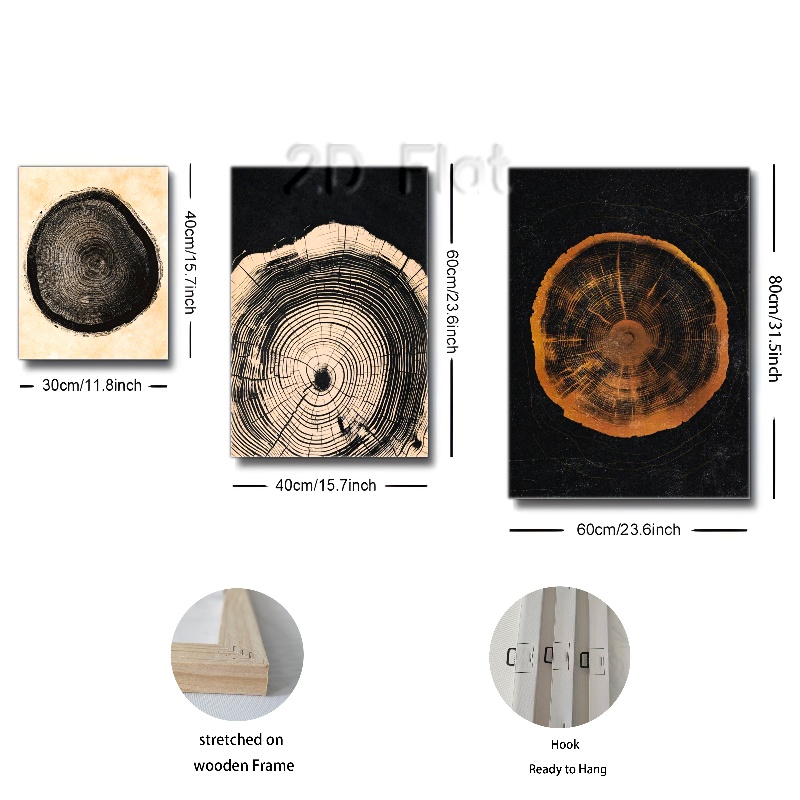 2D Flat
40cm/15.7inch
30cm/11.8inch
60cm/23.6inch
40cm/15.7inch
80cm/31.5inch
60cm/23.6inch
stretched on
wooden Frame
Hook
Ready to Hang